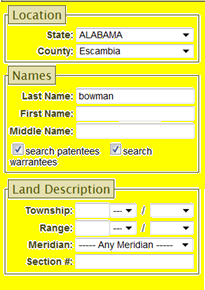 Location
State: ALABAMA
County: Escambia
Names
Last Name: bowman
First Name:
Middle Name:
search patentees search
warrantees
Land Description
Township: --- /
Range: --- /
Meridian: ----- Any Meridian -----
Section #: